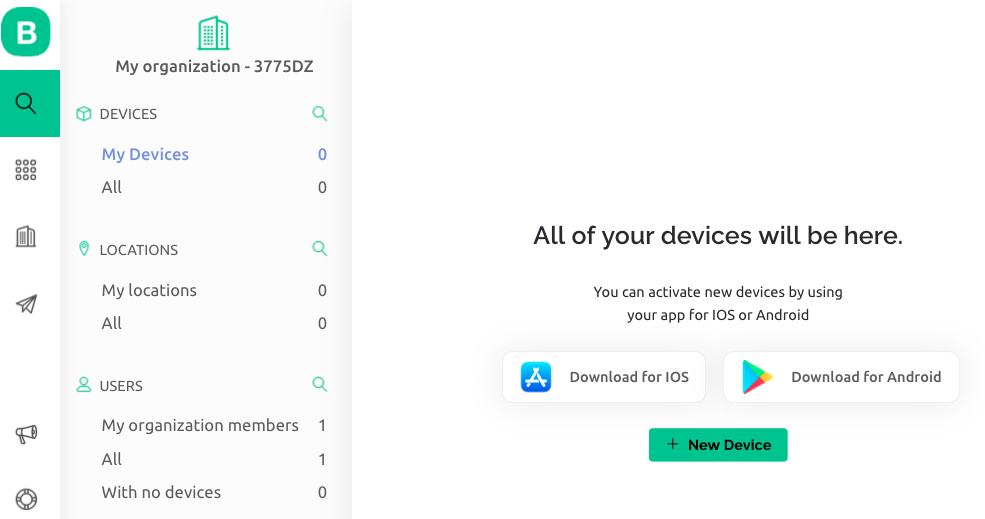 B
My organization - 3775DZ
DEVICES
My Devices 0
All 0
LOCATIONS
My locations 0
All 0
USERS
My organization members 1
All 1
With no devices 0
All of your devices will be here.
You can activate new devices by using
your app for IOS or Android
Download for IOS
Download for Android
+ New Device